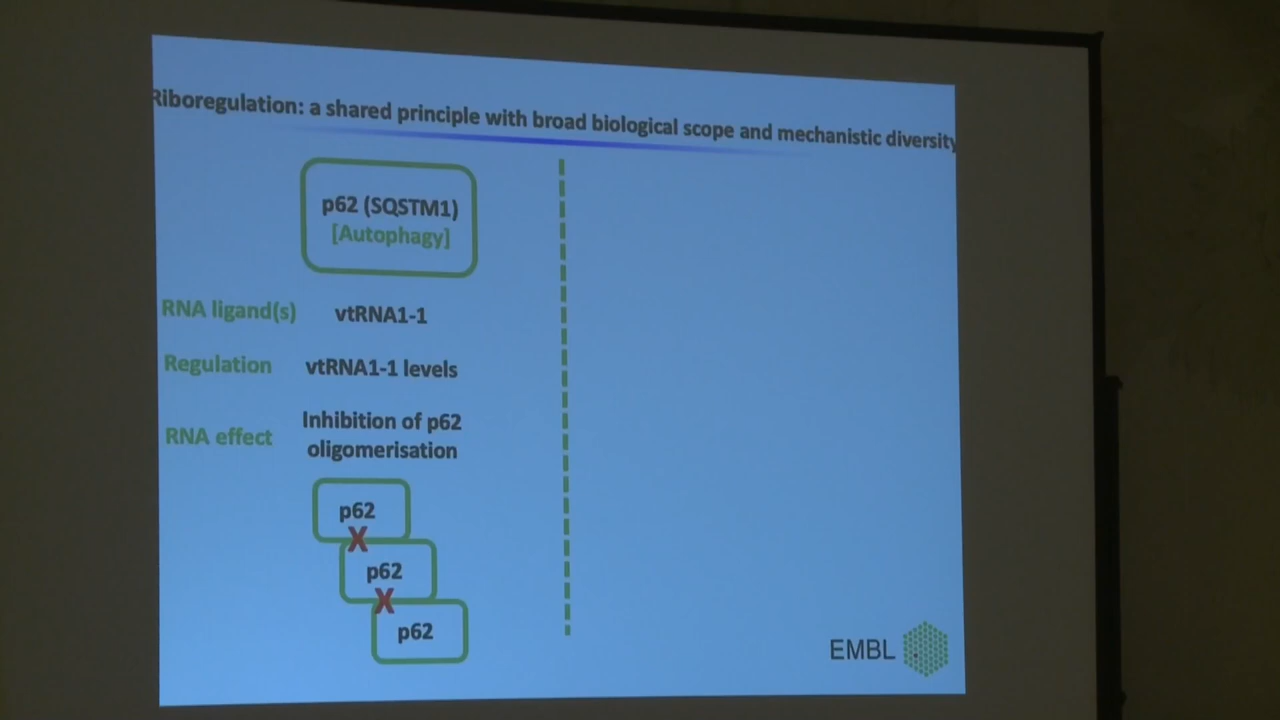 Riboregulation: a shared principle with broad biological scope and mechanistic diversity
p62 (SQSTM1)
[Autophagy]
RNA ligand(s) vtRNA1-1
Regulation vtRNA1-1 levels
RNA effect Inhibition of p62
oligomerisation
p62
X
p62
X
p62
EMBL